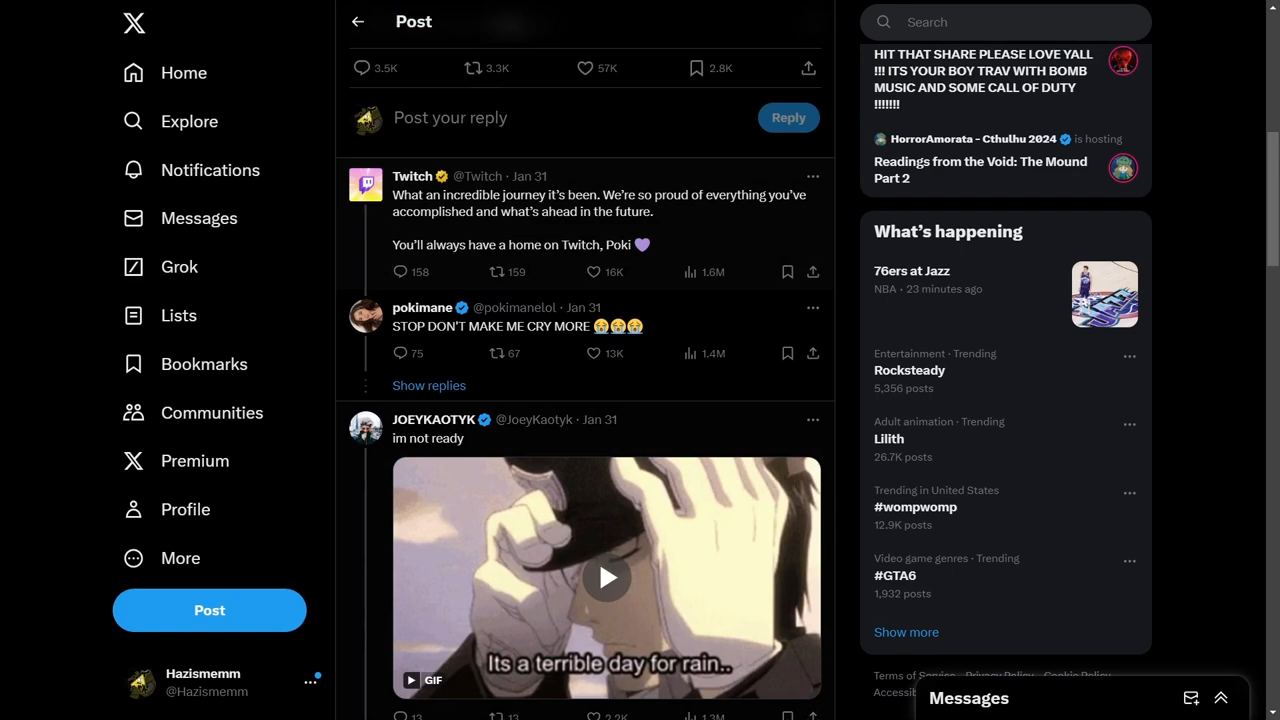 Home
Explore
Notifications
Messages
Grok
Lists
Bookmarks
Communities
Premium
Profile
More
Post
Hazismemm
@Hazismemm
Post
3.5K 3.3K 57K 2.8K
Post your reply
Reply
Twitch @Twitch · Jan 31
What an incredible journey it's been. We're so proud of everything you've
accomplished and what's ahead in the future.
You'll always have a home on Twitch, Poki 💜
158 159 16K 1.6M
pokimane @pokimanelol · Jan 31
STOP DON'T MAKE ME CRY MORE 😭😭😭
75 67 13K 1.4M
Show replies
JOEYKAOTYK @JoeyKaotyk · Jan 31
im not ready
Its a terrible day for rain..
GIF
13 13 2.2K 1.3M
Search
HIT THAT SHARE PLEASE LOVE YALL
!!! ITS YOUR BOY TRAV WITH BOMB
MUSIC AND SOME CALL OF DUTY
!!!!!!!
HorrorAmorata - Cthulhu 2024 is hosting
Readings from the Void: The Mound
Part 2
What's happening
76ers at Jazz
NBA · 23 minutes ago
Entertainment · Trending
Rocksteady
5,356 posts
Adult animation · Trending
Lilith
26.7K posts
Trending in United States
#wompwomp
12.9K posts
Video game genres · Trending
#GTA6
1,932 posts
Show more
Terms of Service Privacy Policy Cookie Policy
Messages